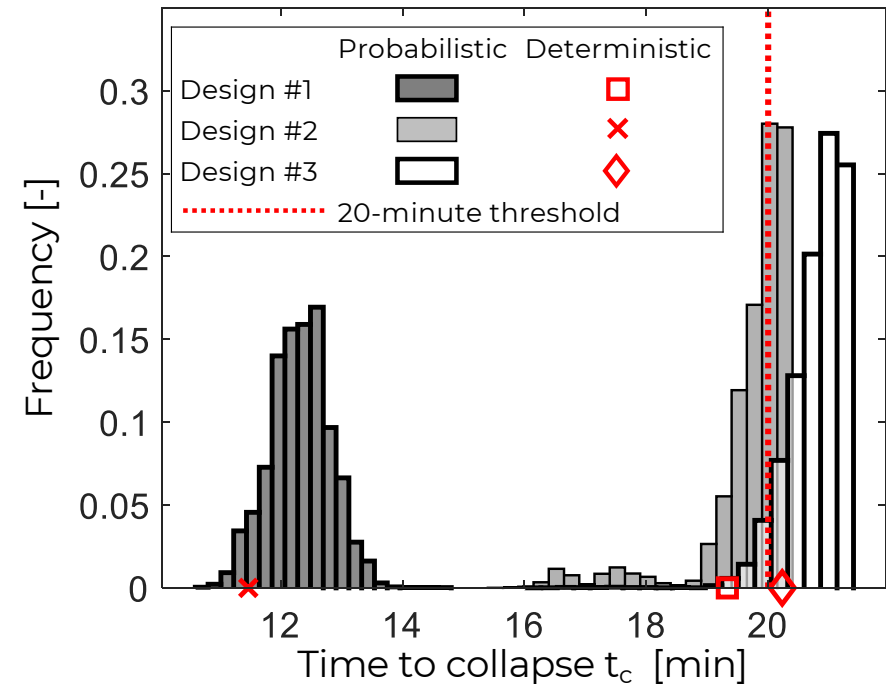 Probabilistic Deterministic
Design #1
Design #2
Design #3
20-minute threshold
0.3
0.25
0.2
0.15
0.1
0.05
0
Frequency [-]
12 14 16 18 20
Time to collapse t_c [min]